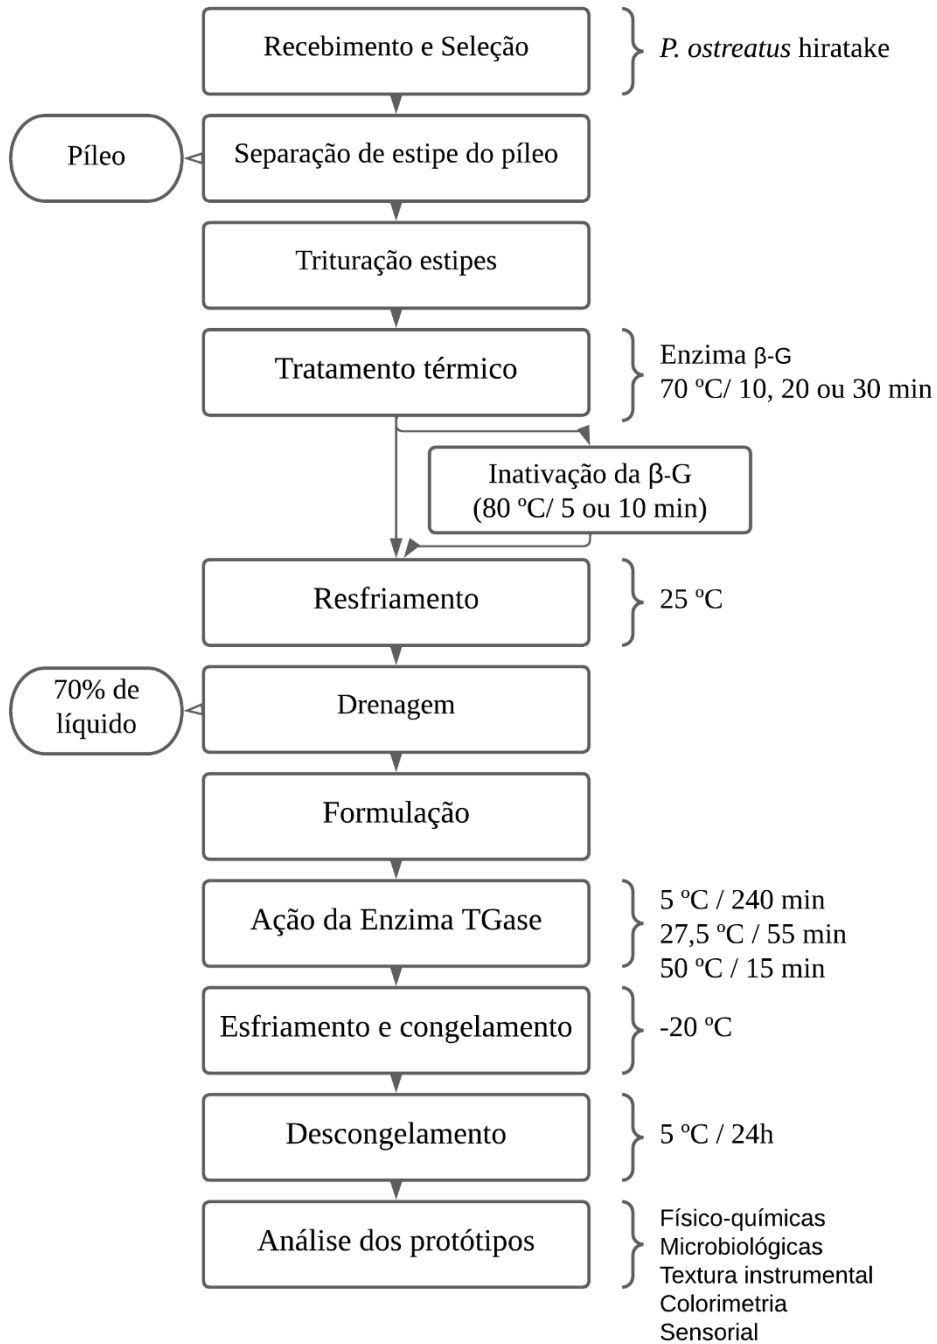 Recebimento e Seleção
P. ostreatus hiratake
Píleo
Separação de estipe do píleo
Trituração estipes
Tratamento térmico
Enzima β-G
70 ºC/ 10, 20 ou 30 min
Inativação da β-G
(80 ºC/ 5 ou 10 min)
Resfriamento
25 ºC
70% de
líquido
Drenagem
Formulação
Ação da Enzima TGase
5 ºC / 240 min
27,5 ºC / 55 min
50 ºC / 15 min
Esfriamento e congelamento
-20 ºC
Descongelamento
5 ºC / 24h
Análise dos protótipos
Físico-químicas
Microbiológicas
Textura instrumental
Colorimetria
Sensorial